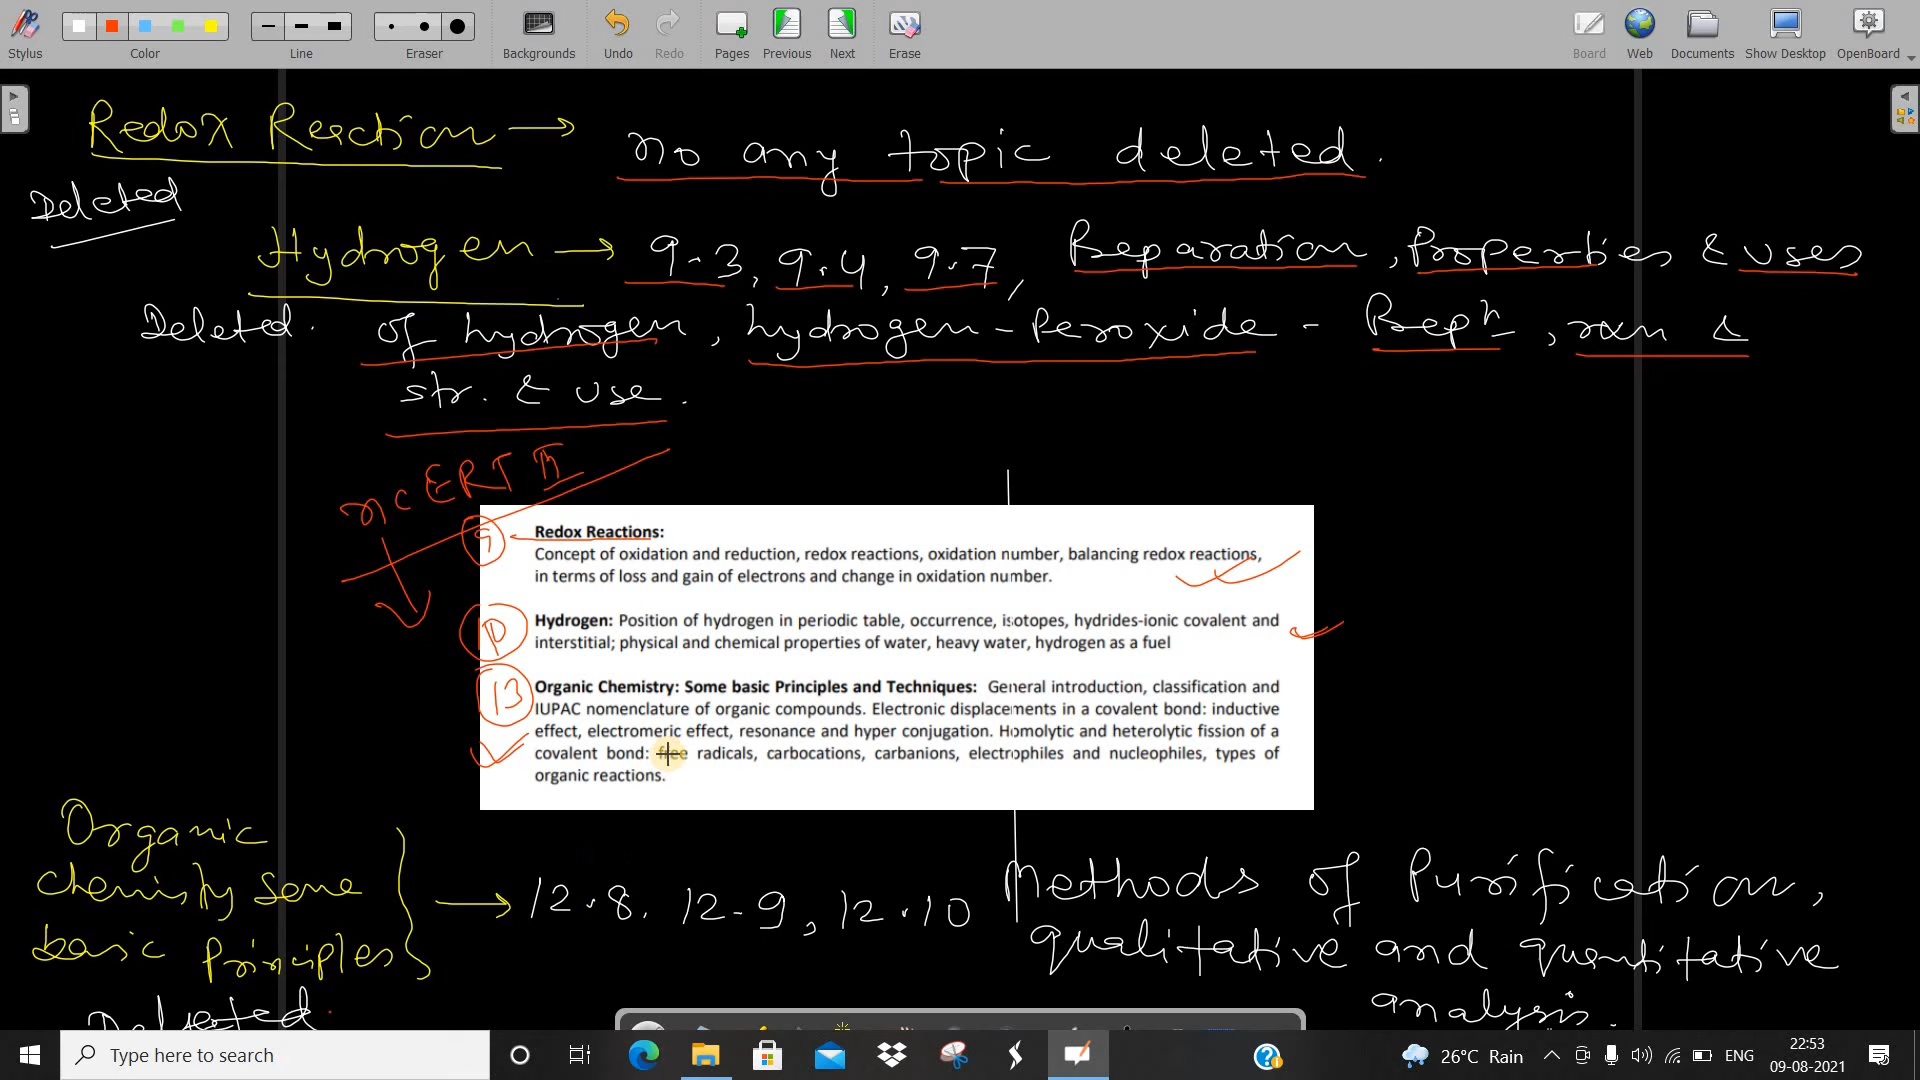 Stylus
Color
Line
Eraser
Backgrounds
Undo
Redo
Pages
Previous
Next
Erase
Board
Web
Documents
Show Desktop
OpenBoard
Redox Reaction → no any topic deleted.
Deleted
Hydrogen → 9.3, 9.4, 9.7, Preparation, Properties & uses
Deleted. of hydrogen, hydrogen-Peroxide - Prepn, rxn &
str. & use.
NCERT
9 Redox Reactions:
Concept of oxidation and reduction, redox reactions, oxidation number, balancing redox reactions,
in terms of loss and gain of electrons and change in oxidation number.
10 Hydrogen: Position of hydrogen in periodic table, occurrence, isotopes, hydrides-ionic covalent and
interstitial; physical and chemical properties of water, heavy water, hydrogen as a fuel
13 Organic Chemistry: Some basic Principles and Techniques: General introduction, classification and
IUPAC nomenclature of organic compounds. Electronic displacements in a covalent bond: inductive
effect, electromeric effect, resonance and hyper conjugation. Homolytic and heterolytic fission of a
covalent bond: free radicals, carbocations, carbanions, electrophiles and nucleophiles, types of
organic reactions.
Organic
chemistry some
basic principles
Deleted.
→ 12.8. 12-9, 12.10
methods of Purification,
qualitative and quantitative
analysis.
Type here to search
26°C Rain
ENG
22:53
09-08-2021